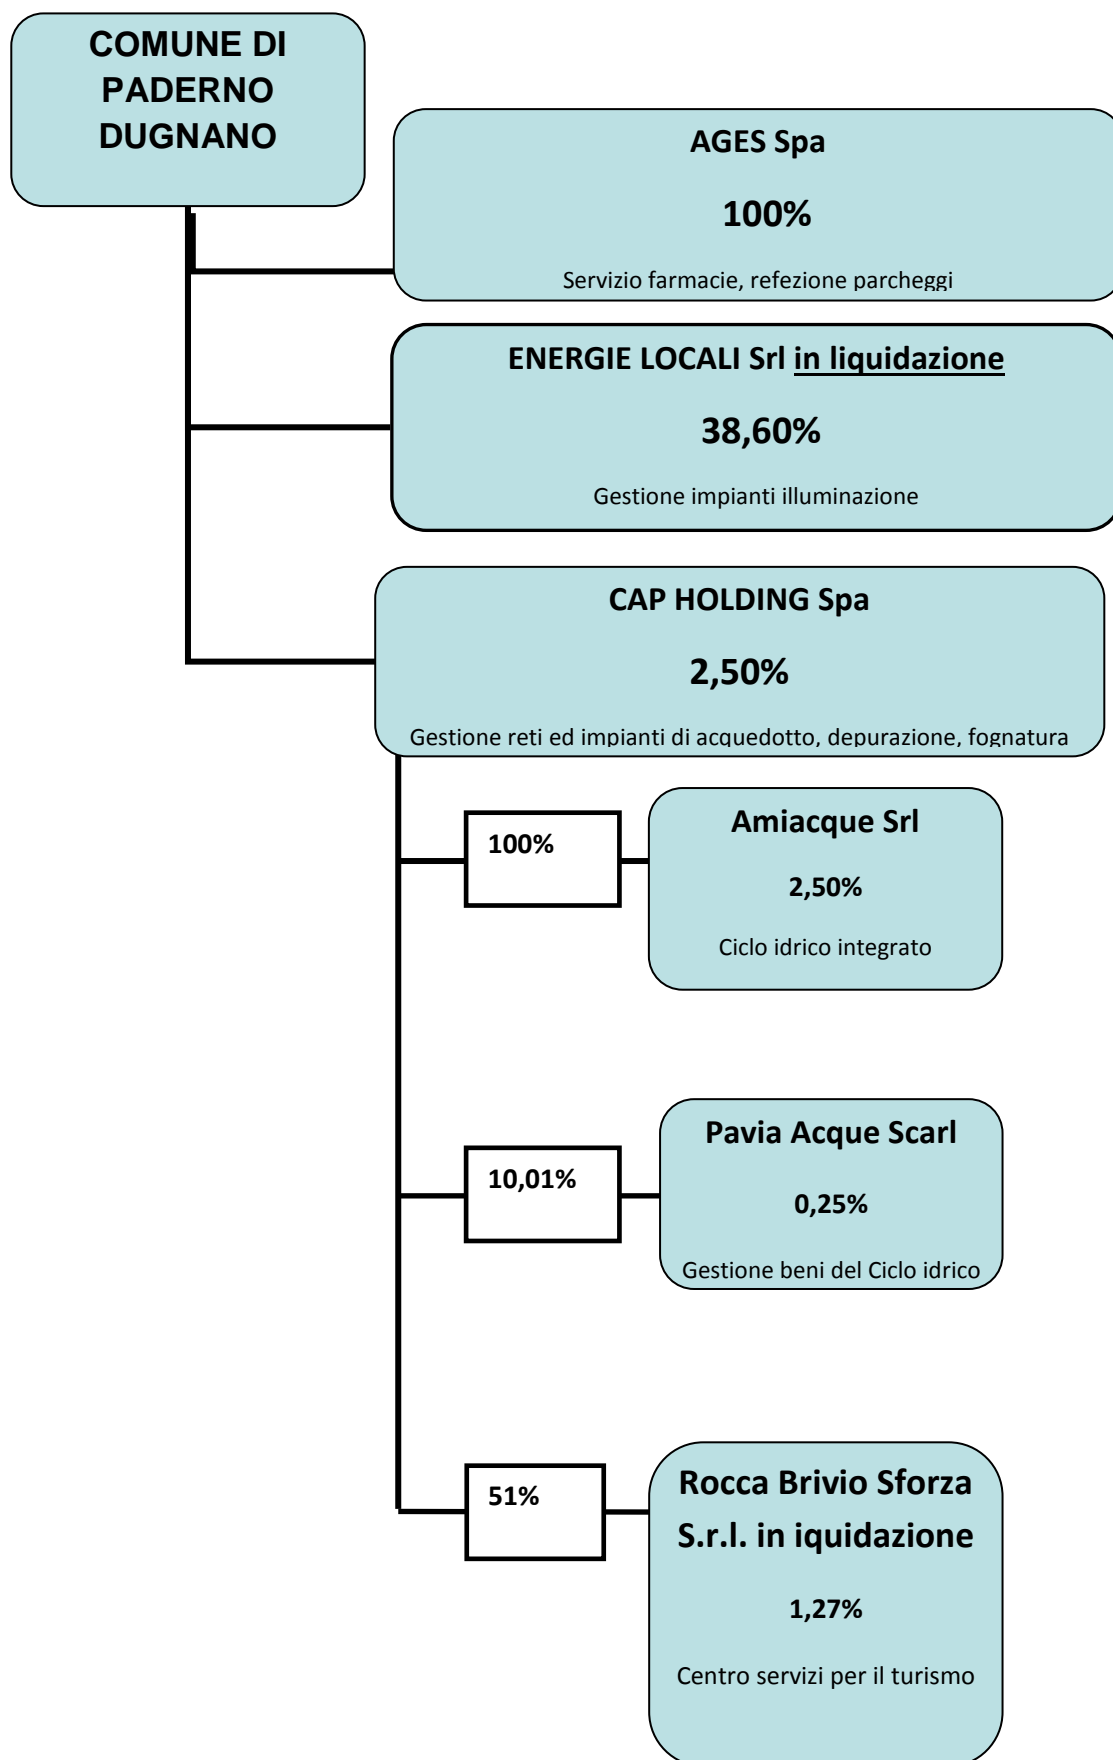 COMUNE DI
PADERNO
DUGNANO
AGES Spa
100%
Servizio farmacie, refezione parcheggi
ENERGIE LOCALI Srl in liquidazione
38,60%
Gestione impianti illuminazione
CAP HOLDING Spa
2,50%
Gestione reti ed impianti di acquedotto, depurazione, fognatura
100%
Amiacque Srl
2,50%
Ciclo idrico integrato
10,01%
Pavia Acque Scarl
0,25%
Gestione beni del Ciclo idrico
51%
Rocca Brivio Sforza
S.r.l. in iquidazione
1,27%
Centro servizi per il turismo